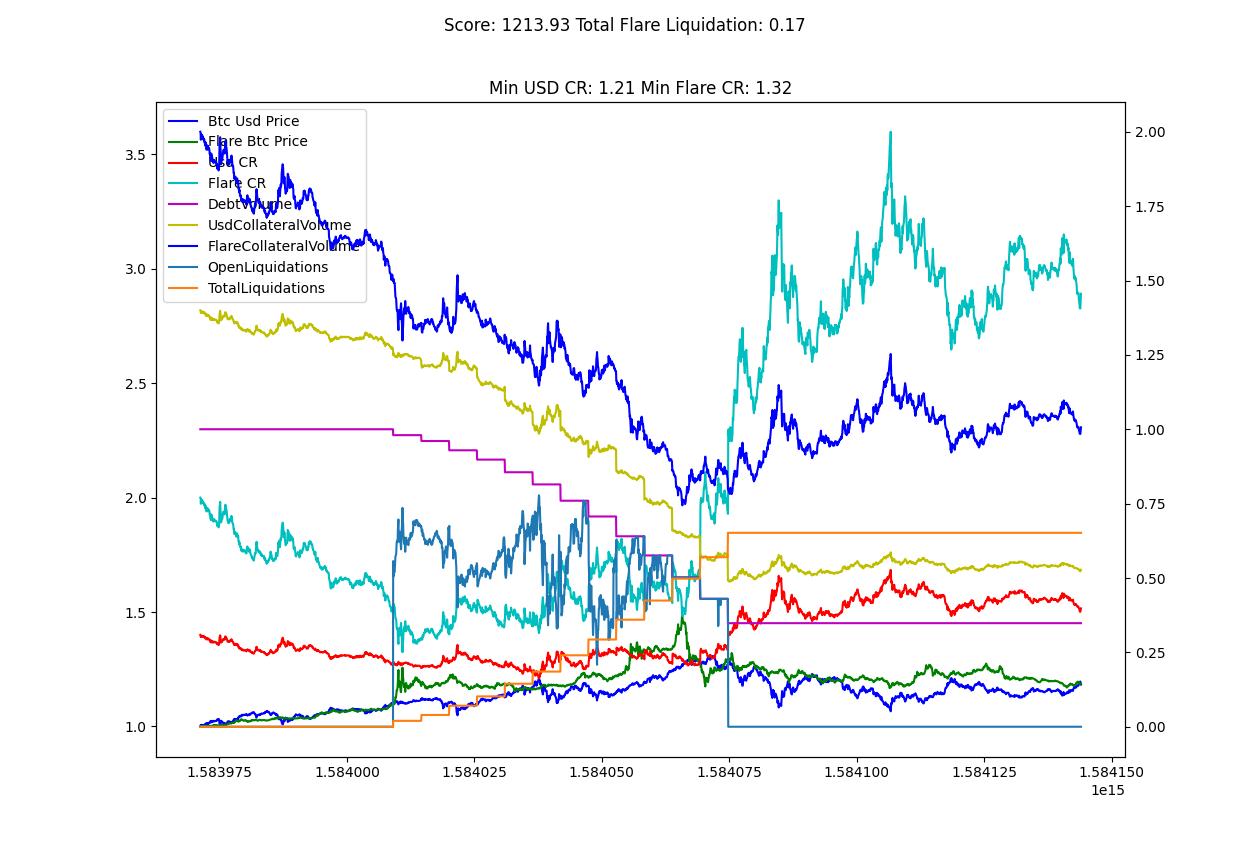 Score: 1213.93 Total Flare Liquidation: 0.17
Min USD CR: 1.21 Min Flare CR: 1.32
Btc Usd Price
Flare Btc Price
Usd CR
Flare CR
DebtVolume
UsdCollateralVolume
FlareCollateralVolume
OpenLiquidations
TotalLiquidations
3.5
3.0
2.5
2.0
1.5
1.0
2.00
1.75
1.50
1.25
1.00
0.75
0.50
0.25
0.00
1.583975 1.584000 1.584025 1.584050 1.584075 1.584100 1.584125 1.584150
1e15